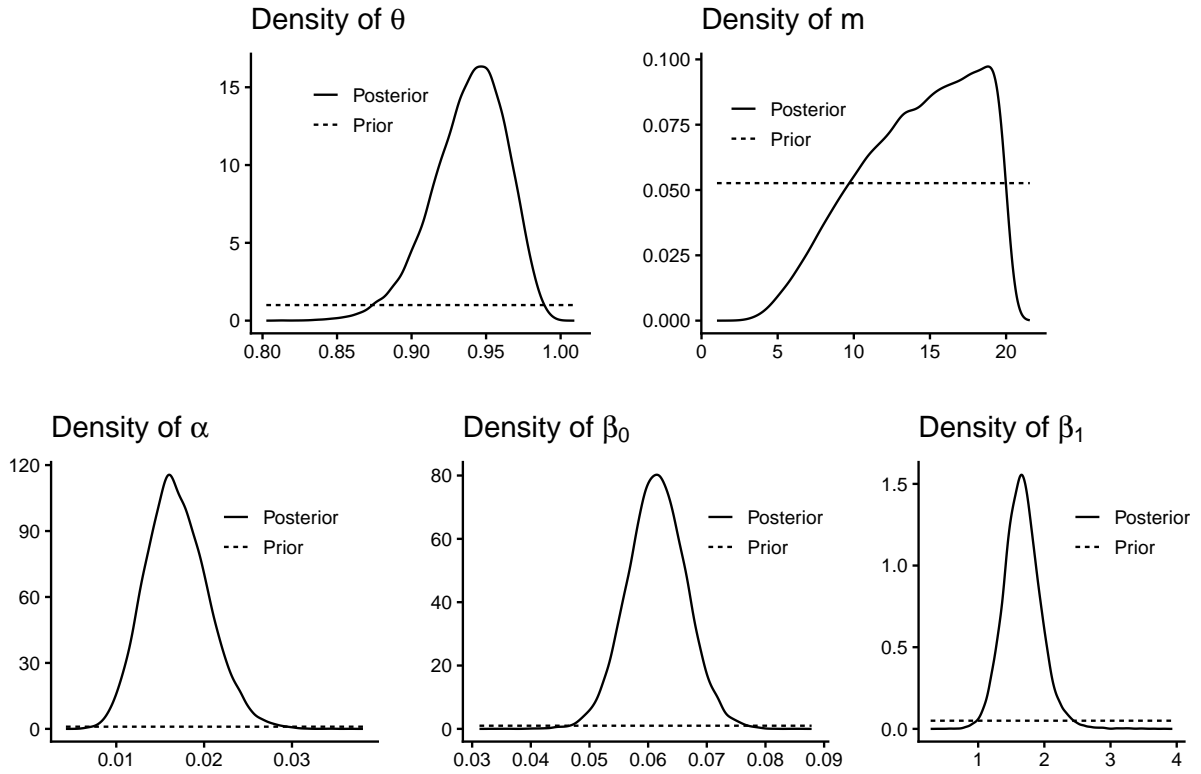 Density of θ
15
10
5
0
Posterior
Prior
0.80 0.85 0.90 0.95 1.00
Density of m
0.100
0.075
0.050
0.025
0.000
Posterior
Prior
0 5 10 15 20
Density of α
120
90
60
30
0
Posterior
Prior
0.01 0.02 0.03
Density of β₀
80
60
40
20
0
Posterior
Prior
0.03 0.04 0.05 0.06 0.07 0.08 0.09
Density of β₁
1.5
1.0
0.5
0.0
Posterior
Prior
1 2 3 4